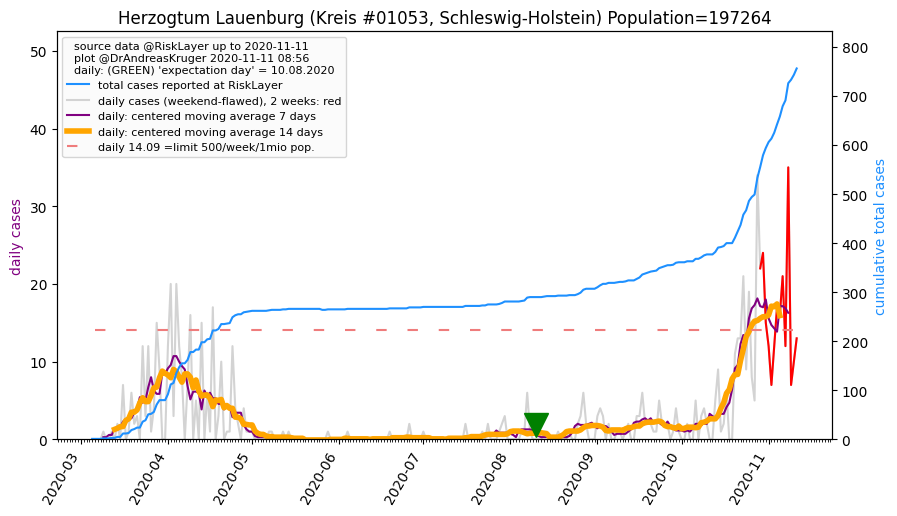 Herzogtum Lauenburg (Kreis #01053, Schleswig-Holstein) Population=197264
source data @RiskLayer up to 2020-11-11
plot @DrAndreasKruger 2020-11-11 08:56
daily: (GREEN) 'expectation day' = 10.08.2020
total cases reported at RiskLayer
daily cases (weekend-flawed), 2 weeks: red
daily: centered moving average 7 days
daily: centered moving average 14 days
daily 14.09 =limit 500/week/1mio pop.
daily cases
50
40
30
20
10
0
cumulative total cases
800
700
600
500
400
300
200
100
0
2020-03
2020-04
2020-05
2020-06
2020-07
2020-08
2020-09
2020-10
2020-11